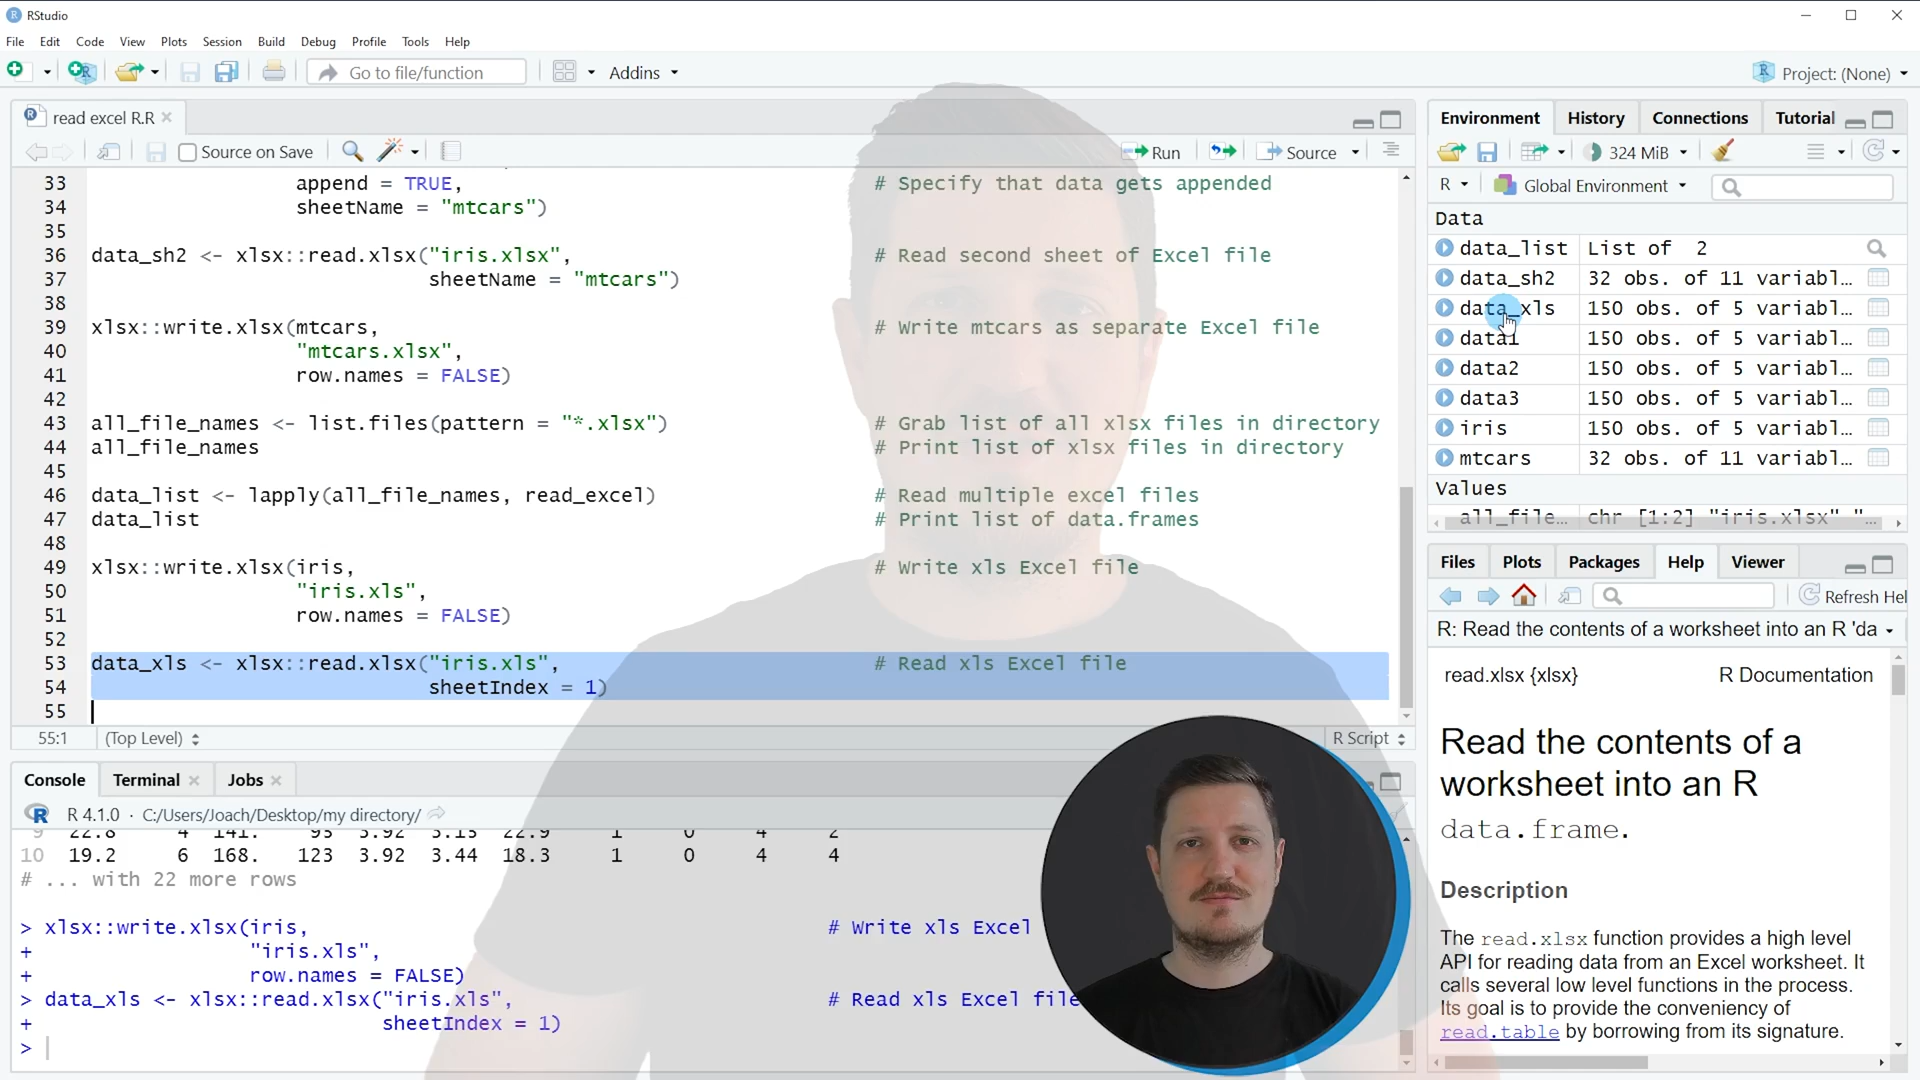 RStudio
File Edit Code View Plots Session Build Debug Profile Tools Help
Go to file/function Addins Project: (None)
read excel R.R
Source on Save Run Source
33 append = TRUE, # Specify that data gets appended
34 sheetName = "mtcars")
35
36 data_sh2 <- xlsx::read.xlsx("iris.xlsx", # Read second sheet of Excel file
37 sheetName = "mtcars")
38
39 xlsx::write.xlsx(mtcars, # Write mtcars as separate Excel file
40 "mtcars.xlsx",
41 row.names = FALSE)
42
43 all_file_names <- list.files(pattern = "*.xlsx") # Grab list of all xlsx files in directory
44 all_file_names # Print list of xlsx files in directory
45
46 data_list <- lapply(all_file_names, read_excel) # Read multiple excel files
47 data_list # Print list of data.frames
48
49 xlsx::write.xlsx(iris, # Write xls Excel file
50 "iris.xls",
51 row.names = FALSE)
52
53 data_xls <- xlsx::read.xlsx("iris.xls", # Read xls Excel file
54 sheetIndex = 1)
55
55:1 (Top Level) R Script
Console Terminal Jobs
R 4.1.0 · C:/Users/Joach/Desktop/my directory/
9 22.8 4 141. 95 3.92 3.15 22.9 1 0 4 2
10 19.2 6 168. 123 3.92 3.44 18.3 1 0 4 4
# ... with 22 more rows
> xlsx::write.xlsx(iris, # Write xls Excel
+ "iris.xls",
+ row.names = FALSE)
> data_xls <- xlsx::read.xlsx("iris.xls", # Read xls Excel file
+ sheetIndex = 1)
>
Environment History Connections Tutorial
324 MiB
R Global Environment
Data
data_list List of 2
data_sh2 32 obs. of 11 variabl…
data_xls 150 obs. of 5 variabl…
data1 150 obs. of 5 variabl…
data2 150 obs. of 5 variabl…
data3 150 obs. of 5 variabl…
iris 150 obs. of 5 variabl…
mtcars 32 obs. of 11 variabl…
Values
all_file… chr [1:2] "iris.xlsx" "…
Files Plots Packages Help Viewer
Refresh Hel
R: Read the contents of a worksheet into an R 'da
read.xlsx {xlsx} R Documentation
Read the contents of a
worksheet into an R
data.frame.
Description
The read.xlsx function provides a high level
API for reading data from an Excel worksheet. It
calls several low level functions in the process.
Its goal is to provide the conveniency of
read.table by borrowing from its signature.